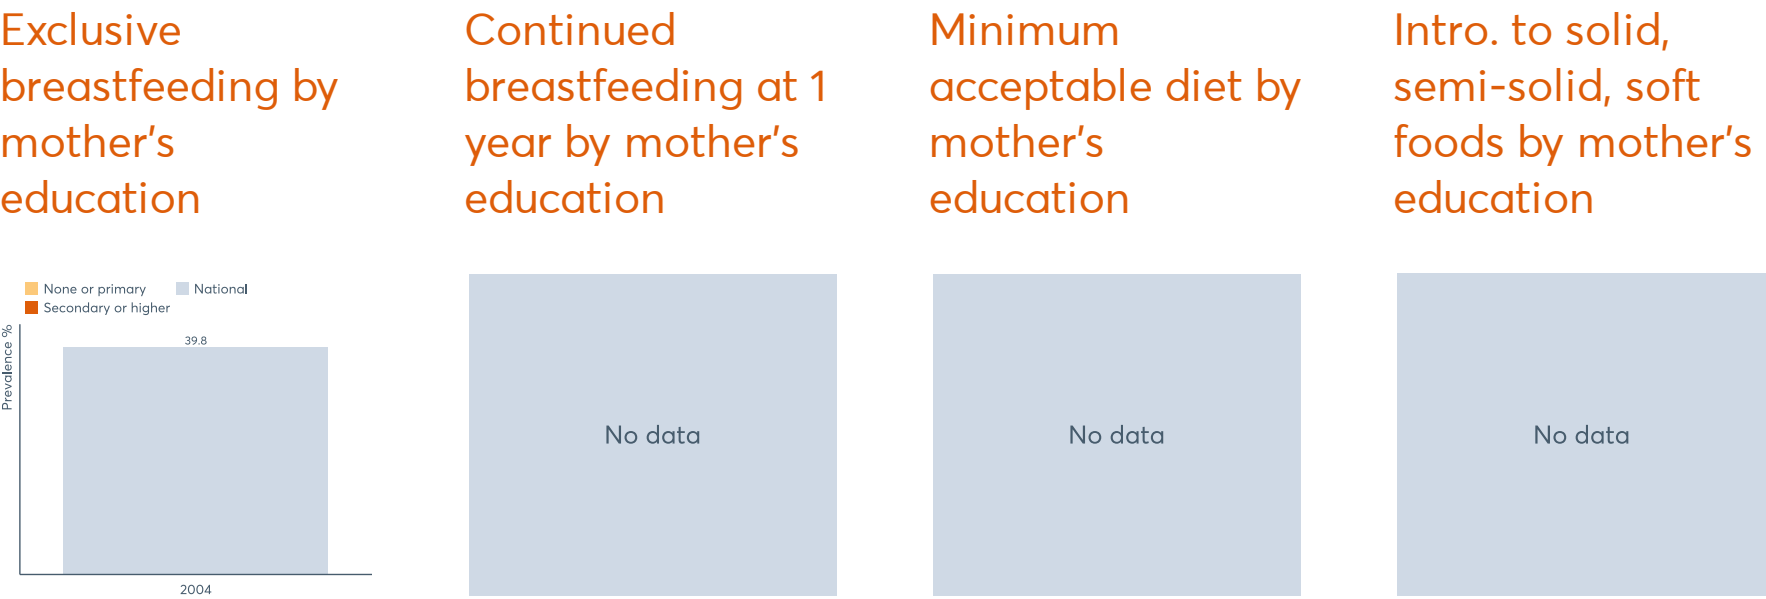 Exclusive
breastfeeding by
mother's
education
Continued
breastfeeding at 1
year by mother's
education
Minimum
acceptable diet by
mother's
education
Intro. to solid,
semi-solid, soft
foods by mother's
education
None or primary
National
Secondary or higher
Prevalence %
39.8
2004
No data
No data
No data